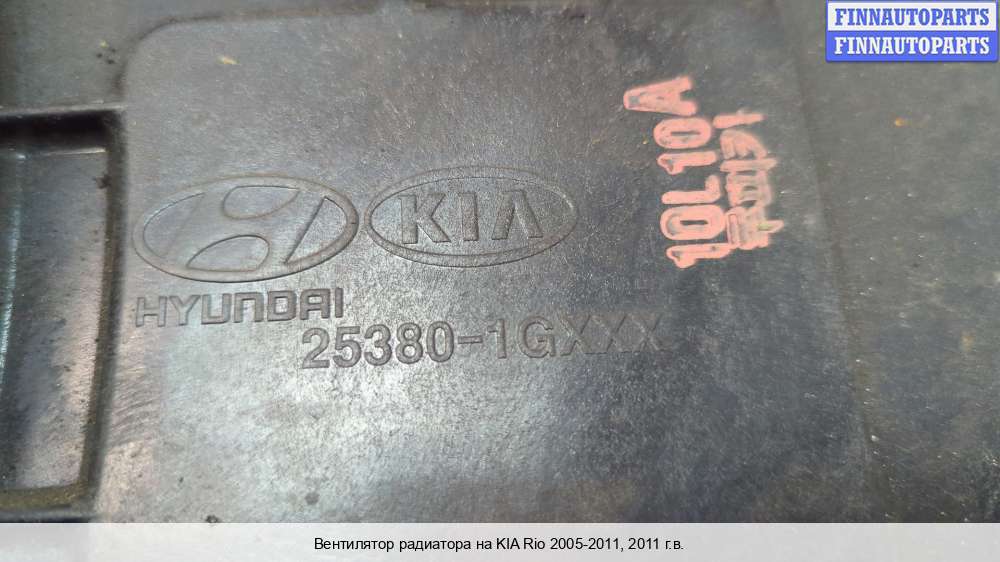 FINNAUTOPARTS
FINNAUTOPARTS
10L10A
KIA
HYUNDAI
25380-1GXXX
Вентилятор радиатора на KIA Rio 2005-2011, 2011 г.в.